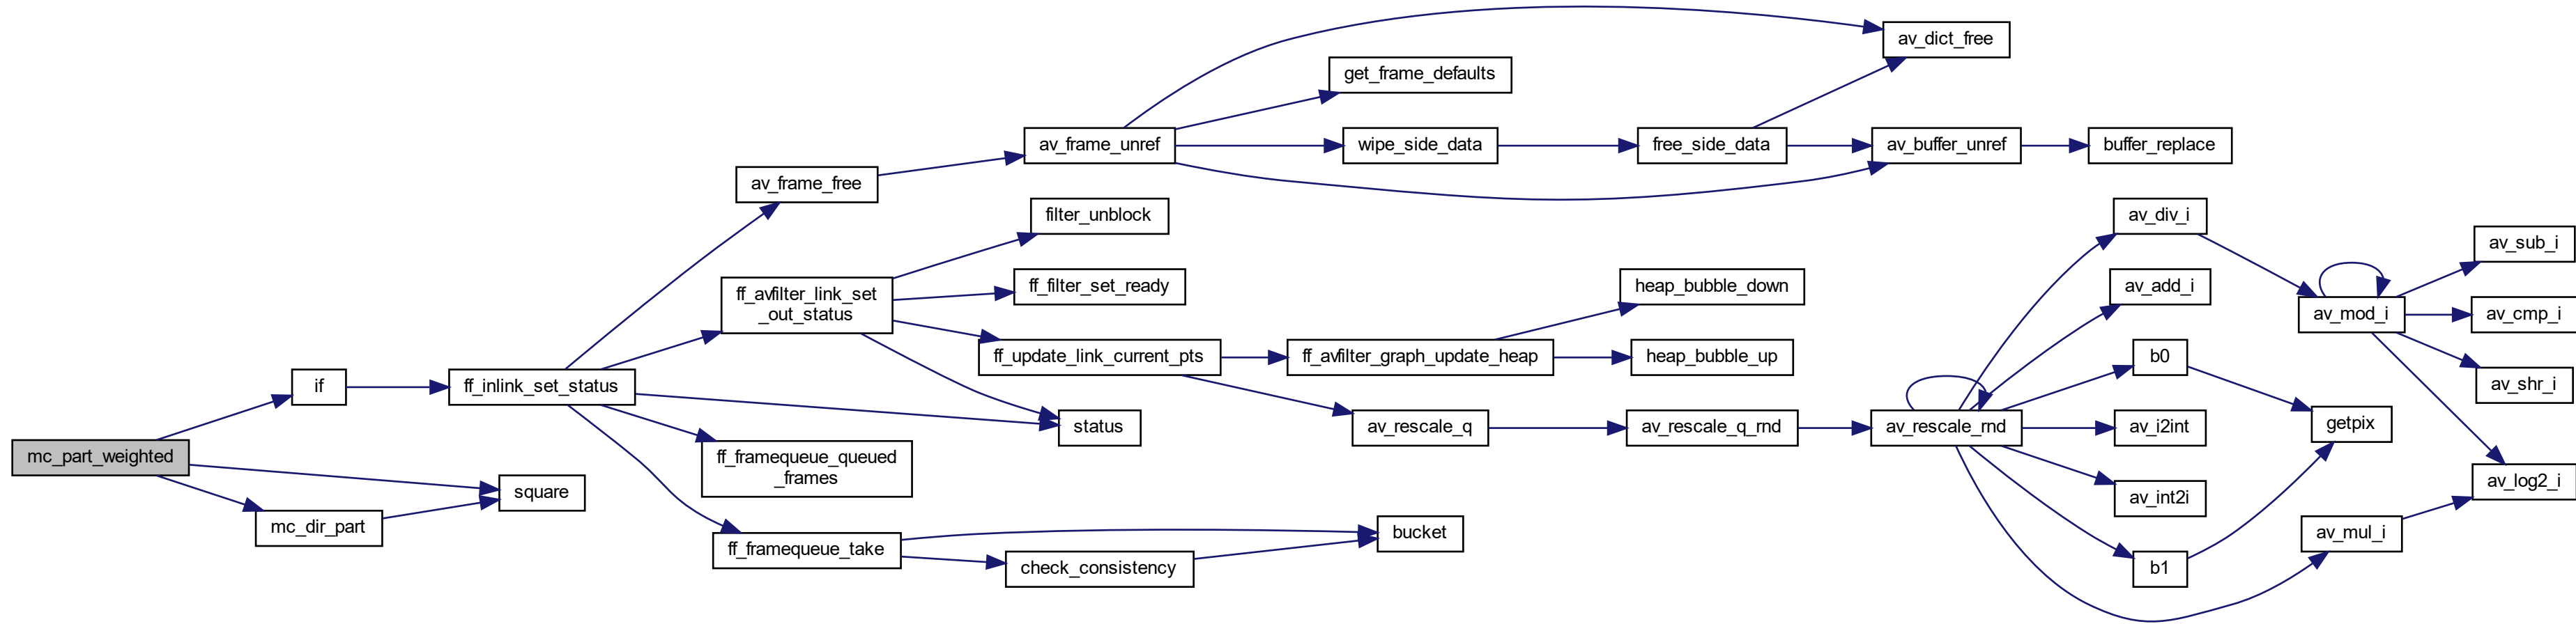 mc_part_weighted
if
square
mc_dir_part
ff_inlink_set_status
av_frame_free
ff_avfilter_link_set
_out_status
status
ff_framequeue_queued
_frames
ff_framequeue_take
av_frame_unref
filter_unblock
ff_filter_set_ready
ff_update_link_current_pts
check_consistency
bucket
av_dict_free
get_frame_defaults
wipe_side_data
free_side_data
av_buffer_unref
buffer_replace
ff_avfilter_graph_update_heap
heap_bubble_down
heap_bubble_up
av_rescale_q
av_rescale_q_rnd
av_rescale_rnd
av_div_i
av_add_i
b0
av_i2int
av_int2i
b1
av_mod_i
getpix
av_mul_i
av_sub_i
av_cmp_i
av_shr_i
av_log2_i